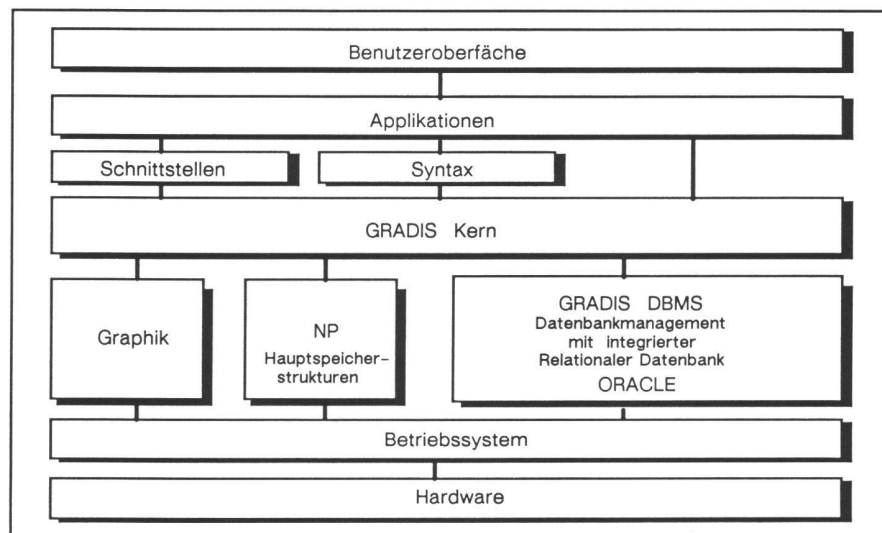 Benutzeroberfäche
Applikationen
Schnittstellen
Syntax
GRADIS Kern
Graphik
NP
Hauptspeicher-
strukturen
GRADIS DBMS
Datenbankmanagement
mit integrierter
Relationaler Datenbank
ORACLE
Betriebssystem
Hardware